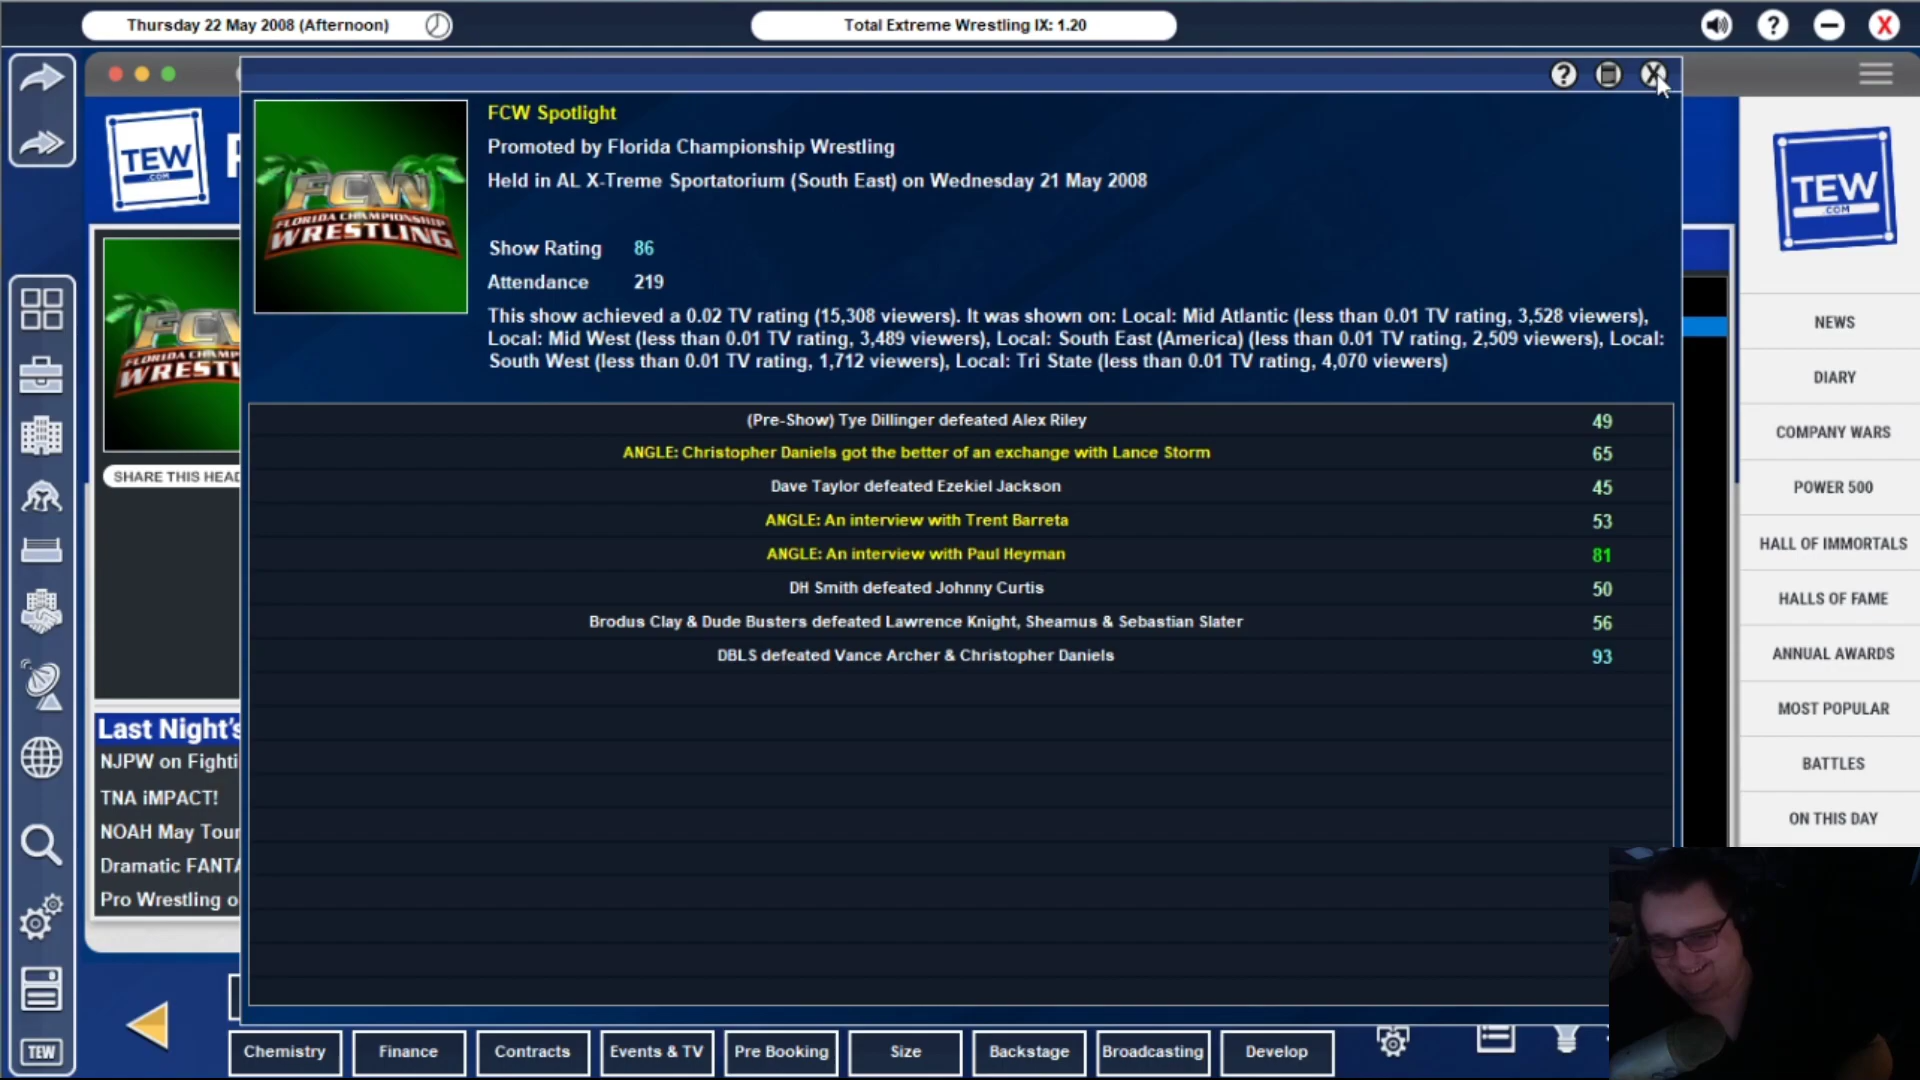 Thursday 22 May 2008 (Afternoon)
Total Extreme Wrestling IX: 1.20
TEW
.COM
FCW
FLORIDA CHAMPIONSHIP
WRESTLING
FCW Spotlight
Promoted by Florida Championship Wrestling
Held in AL X-Treme Sportatorium (South East) on Wednesday 21 May 2008
Show Rating 86
Attendance 219
This show achieved a 0.02 TV rating (15,308 viewers). It was shown on: Local: Mid Atlantic (less than 0.01 TV rating, 3,528 viewers),
Local: Mid West (less than 0.01 TV rating, 3,489 viewers), Local: South East (America) (less than 0.01 TV rating, 2,509 viewers), Local:
South West (less than 0.01 TV rating, 1,712 viewers), Local: Tri State (less than 0.01 TV rating, 4,070 viewers)
(Pre-Show) Tye Dillinger defeated Alex Riley 49
ANGLE: Christopher Daniels got the better of an exchange with Lance Storm 65
Dave Taylor defeated Ezekiel Jackson 45
ANGLE: An interview with Trent Barreta 53
ANGLE: An interview with Paul Heyman 81
DH Smith defeated Johnny Curtis 50
Brodus Clay & Dude Busters defeated Lawrence Knight, Sheamus & Sebastian Slater 56
DBLS defeated Vance Archer & Christopher Daniels 93
SHARE THIS HEAD
Last Night's
NJPW on Fighti
TNA iMPACT!
NOAH May Tour
Dramatic FANTA
Pro Wrestling o
TEW
.COM
NEWS
DIARY
COMPANY WARS
POWER 500
HALL OF IMMORTALS
HALLS OF FAME
ANNUAL AWARDS
MOST POPULAR
BATTLES
ON THIS DAY
TEW
Chemistry
Finance
Contracts
Events & TV
Pre Booking
Size
Backstage
Broadcasting
Develop